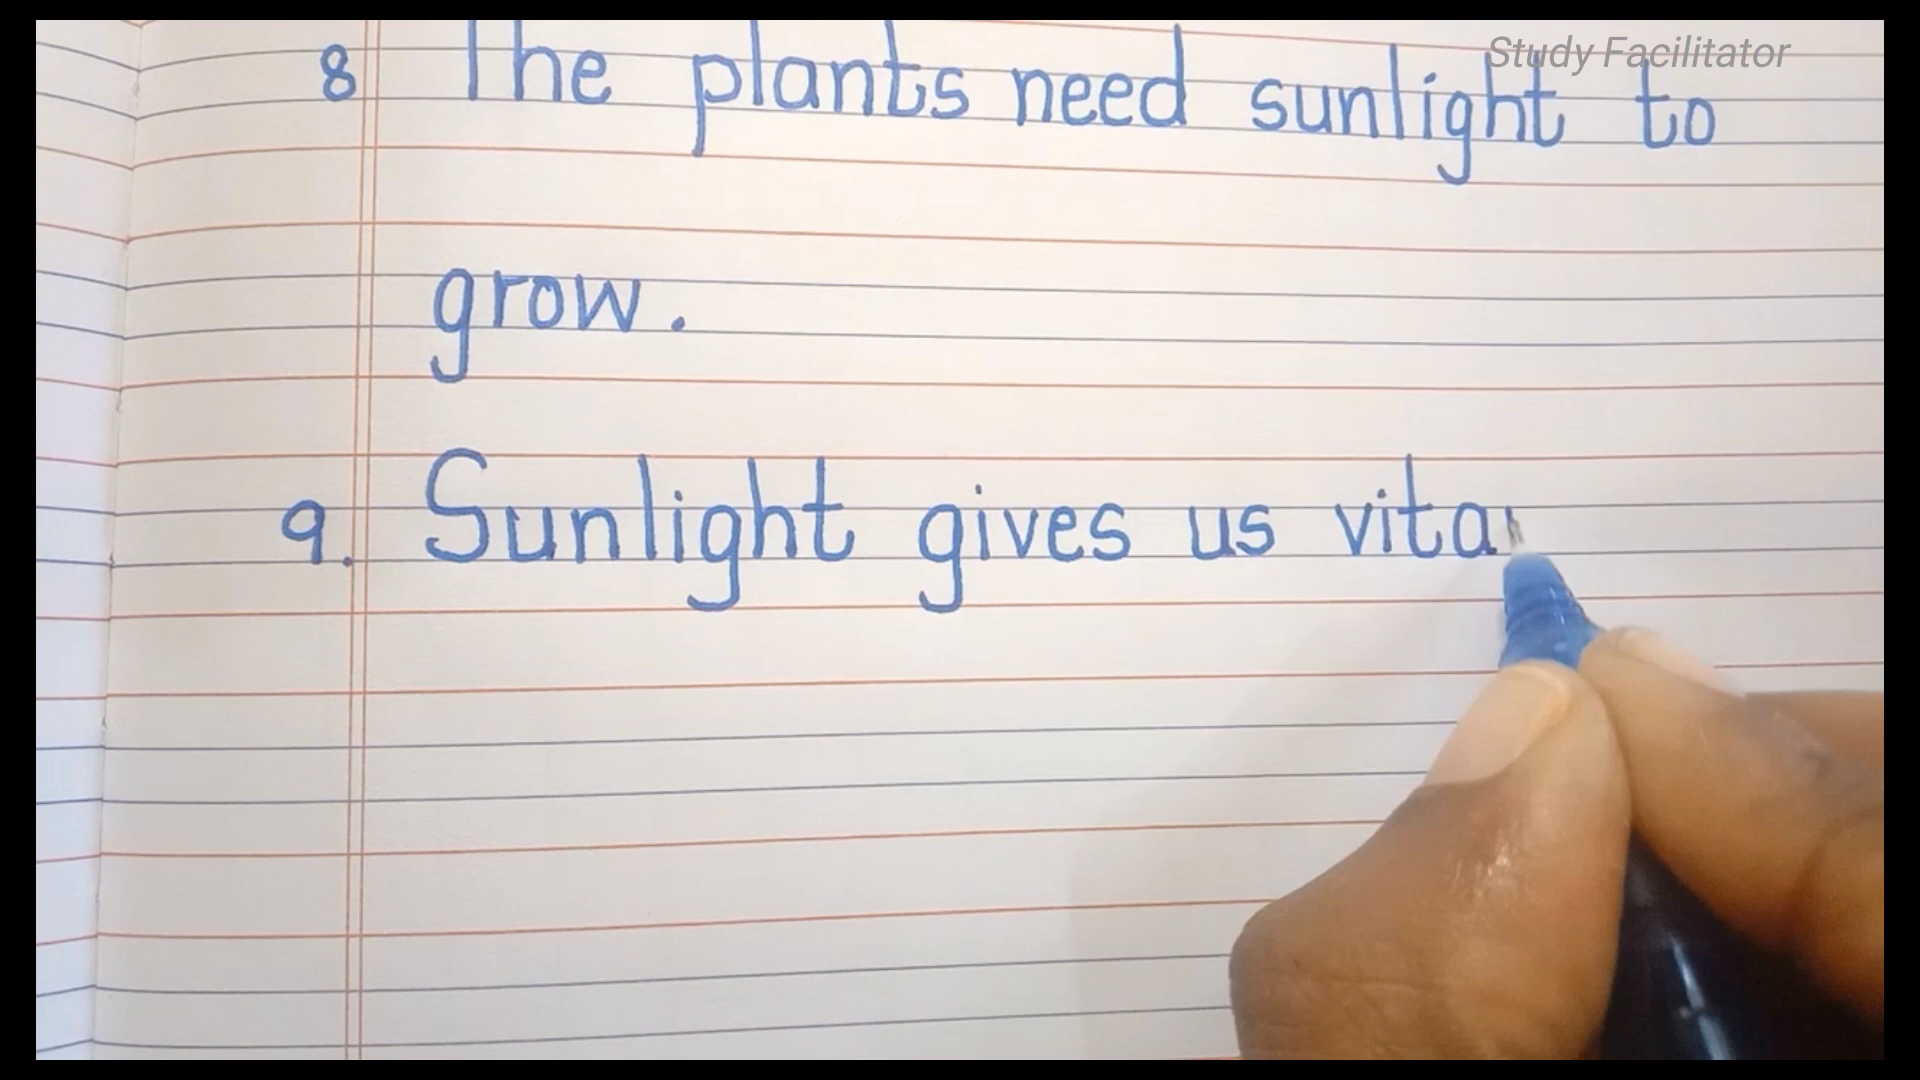 Study Facilitator
8 The plants need sunlight to
grow.
9. Sunlight gives us vita